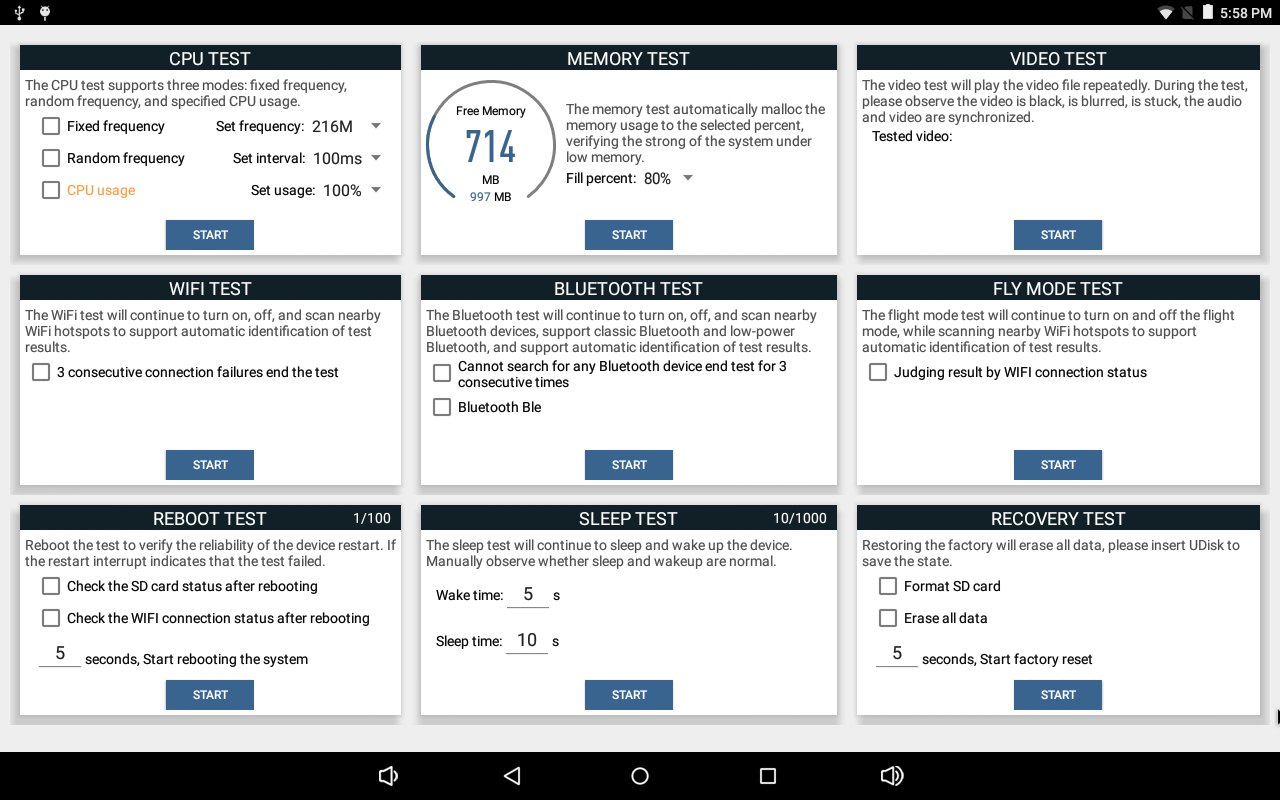 5:58 PM
CPU TEST
The CPU test supports three modes: fixed frequency,
random frequency, and specified CPU usage.
Fixed frequency
Set frequency: 216M
Random frequency
Set interval: 100ms
CPU usage
Set usage: 100%
START
MEMORY TEST
Free Memory
714
MB
997 MB
The memory test automatically malloc the
memory usage to the selected percent,
verifying the strong of the system under
low memory.
Fill percent: 80%
START
VIDEO TEST
The video test will play the video file repeatedly. During the test,
please observe the video is black, is blurred, is stuck, the audio
and video are synchronized.
Tested video:
START
WIFI TEST
The WiFi test will continue to turn on, off, and scan nearby
WiFi hotspots to support automatic identification of test
results.
3 consecutive connection failures end the test
START
BLUETOOTH TEST
The Bluetooth test will continue to turn on, off, and scan nearby
Bluetooth devices, support classic Bluetooth and low-power
Bluetooth, and support automatic identification of test results.
Cannot search for any Bluetooth device end test for 3
consecutive times
Bluetooth Ble
START
FLY MODE TEST
The flight mode test will continue to turn on and off the flight
mode, while scanning nearby WiFi hotspots to support
automatic identification of test results.
Judging result by WIFI connection status
START
REBOOT TEST 1/100
Reboot the test to verify the reliability of the device restart. If
the restart interrupt indicates that the test failed.
Check the SD card status after rebooting
Check the WIFI connection status after rebooting
5 seconds, Start rebooting the system
START
SLEEP TEST 10/1000
The sleep test will continue to sleep and wake up the device.
Manually observe whether sleep and wakeup are normal.
Wake time: 5 s
Sleep time: 10 s
START
RECOVERY TEST
Restoring the factory will erase all data, please insert UDisk to
save the state.
Format SD card
Erase all data
5 seconds, Start factory reset
START